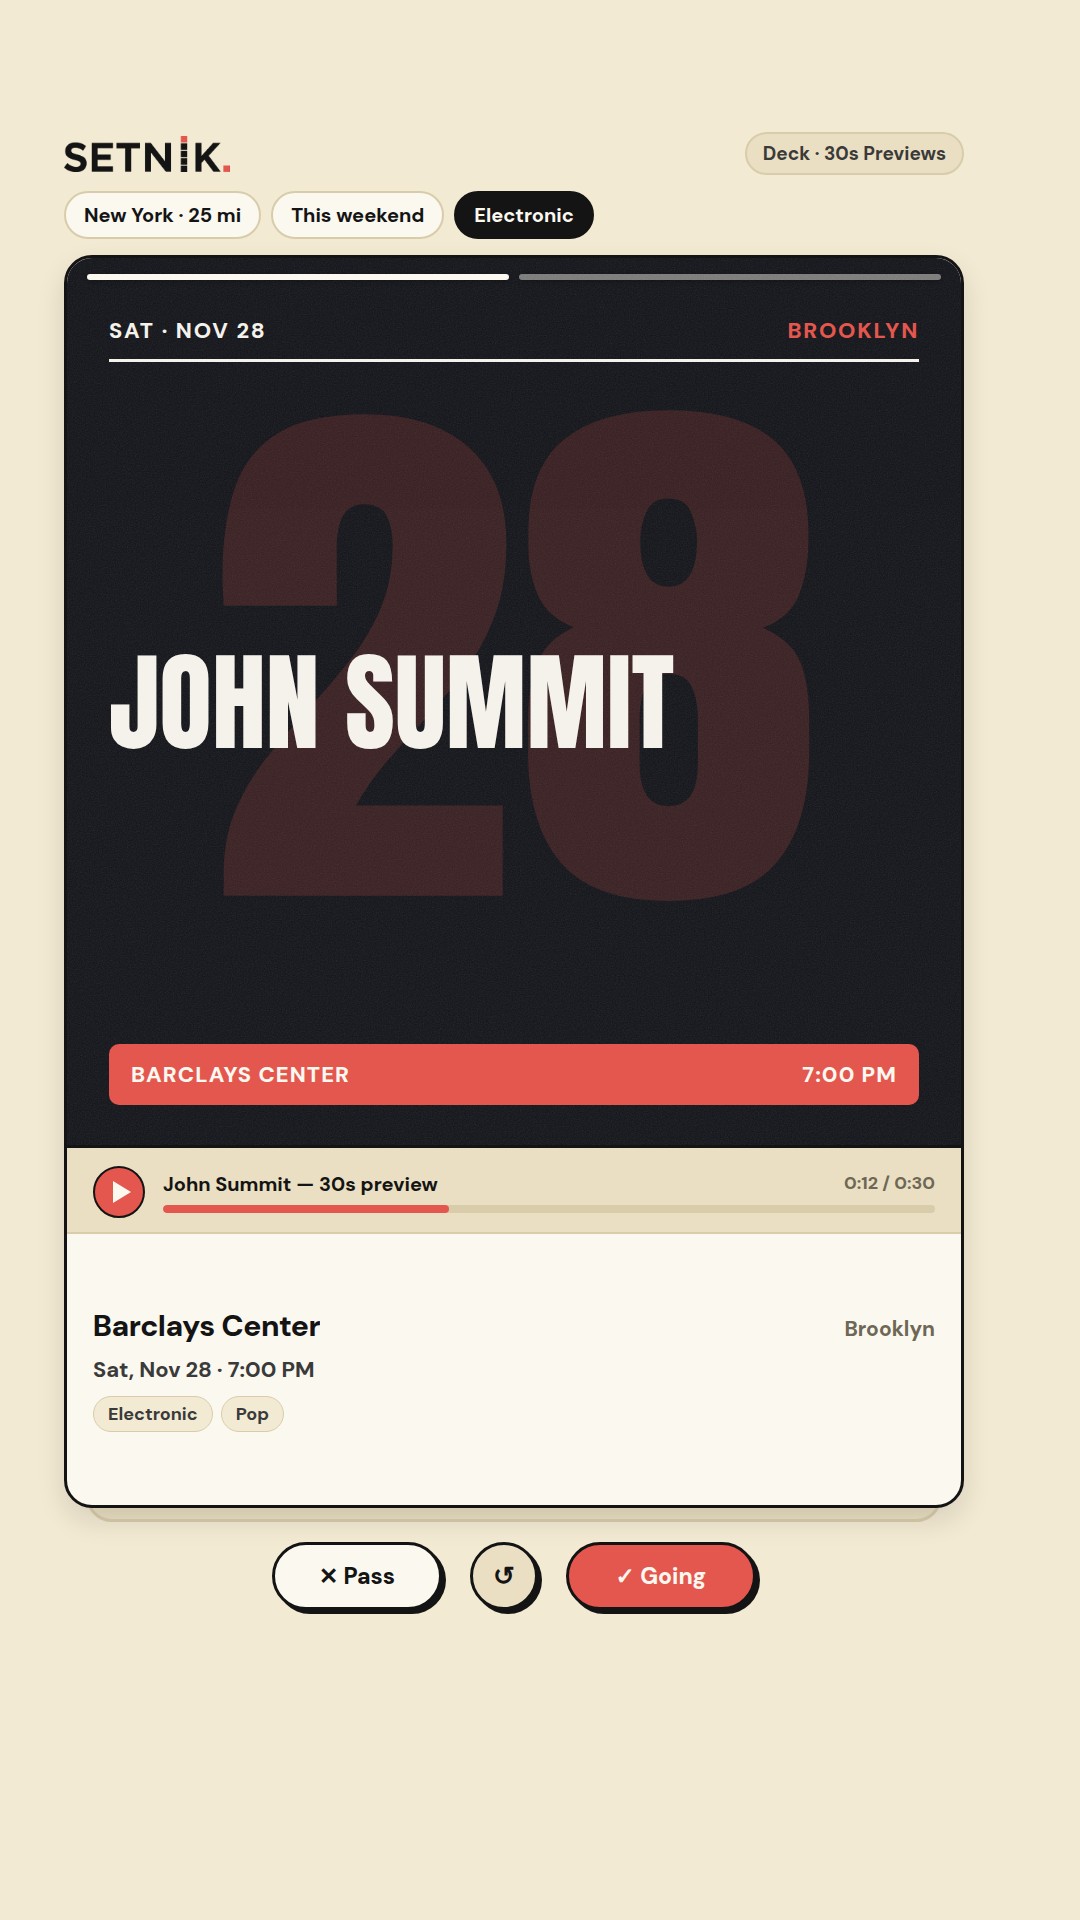 SETNIK.
Deck · 30s Previews
New York · 25 mi
This weekend
Electronic
SAT · NOV 28
BROOKLYN
28
JOHN SUMMIT
BARCLAYS CENTER
7:00 PM
John Summit — 30s preview
0:12 / 0:30
Barclays Center
Brooklyn
Sat, Nov 28 · 7:00 PM
Electronic
Pop
✕ Pass
↺
✓ Going